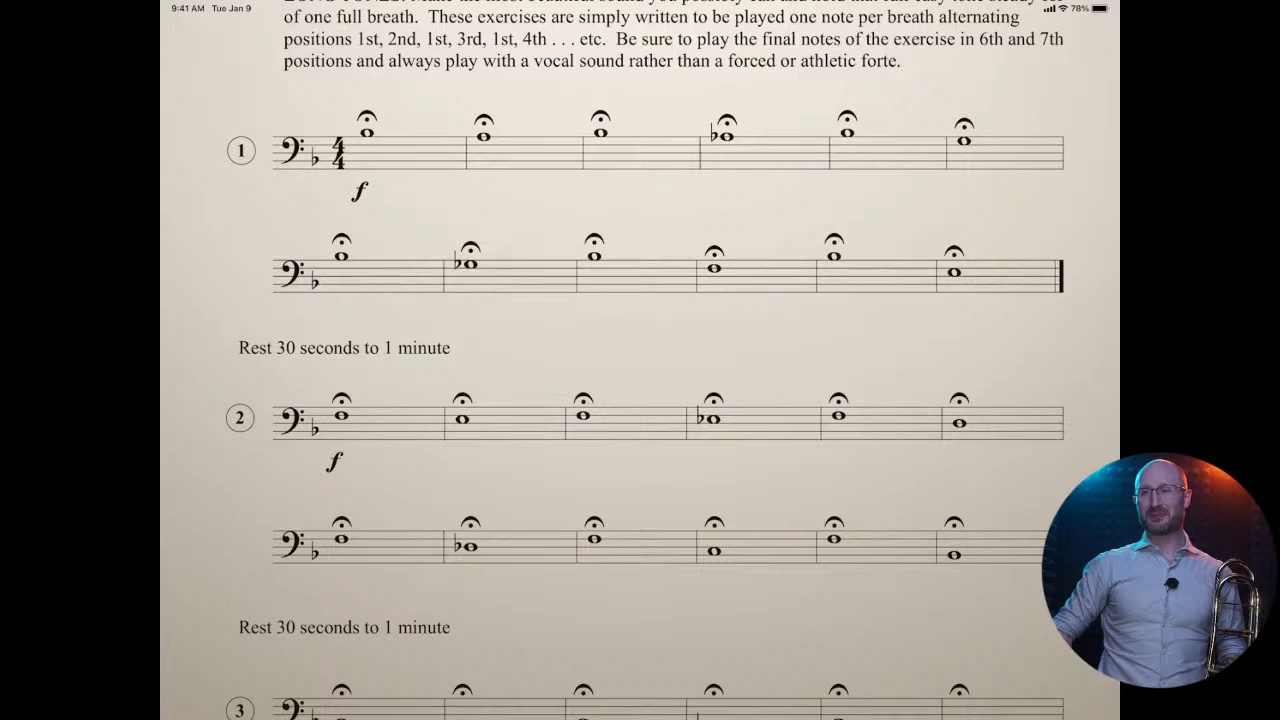 9:41 AM Tue Jan 9
78%
of one full breath. These exercises are simply written to be played one note per breath alternating
positions 1st, 2nd, 1st, 3rd, 1st, 4th . . . etc. Be sure to play the final notes of the exercise in 6th and 7th
positions and always play with a vocal sound rather than a forced or athletic forte.
1
4
4
f
Rest 30 seconds to 1 minute
2
f
Rest 30 seconds to 1 minute
3